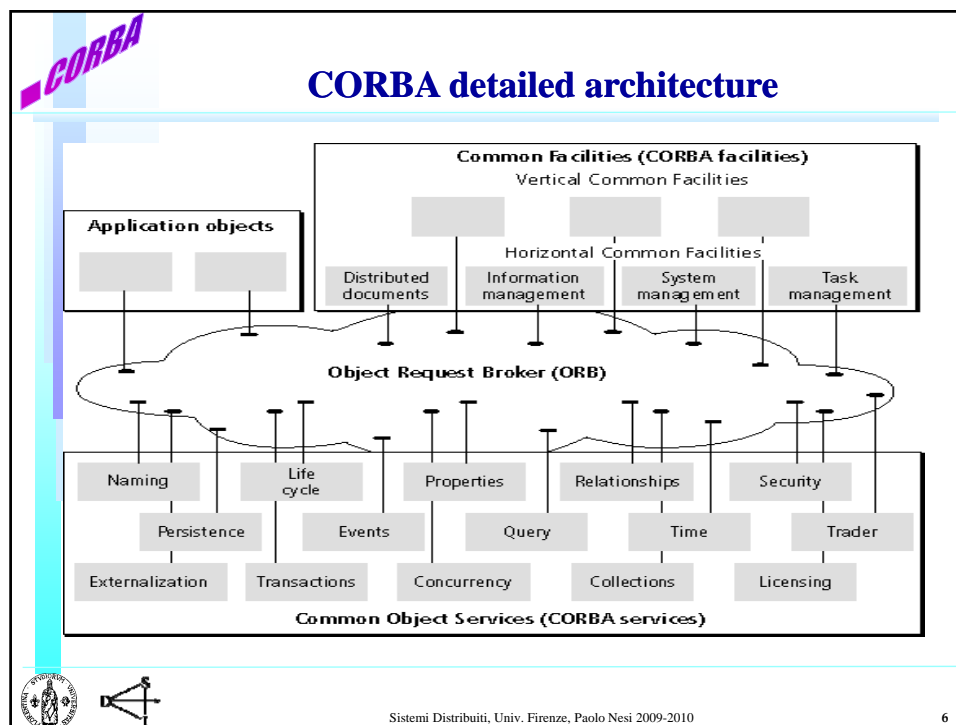 CORBA
CORBA detailed architecture
Common Facilities (CORBA facilities)
Vertical Common Facilities
Application objects
Horizontal Common Facilities
Distributed
documents
Information
management
System
management
Task
management
Object Request Broker (ORB)
Naming
Life
cycle
Properties
Relationships
Security
Persistence
Events
Query
Time
Trader
Externalization
Transactions
Concurrency
Collections
Licensing
Common Object Services (CORBA services)
D S I
Sistemi Distribuiti, Univ. Firenze, Paolo Nesi 2009-2010
6